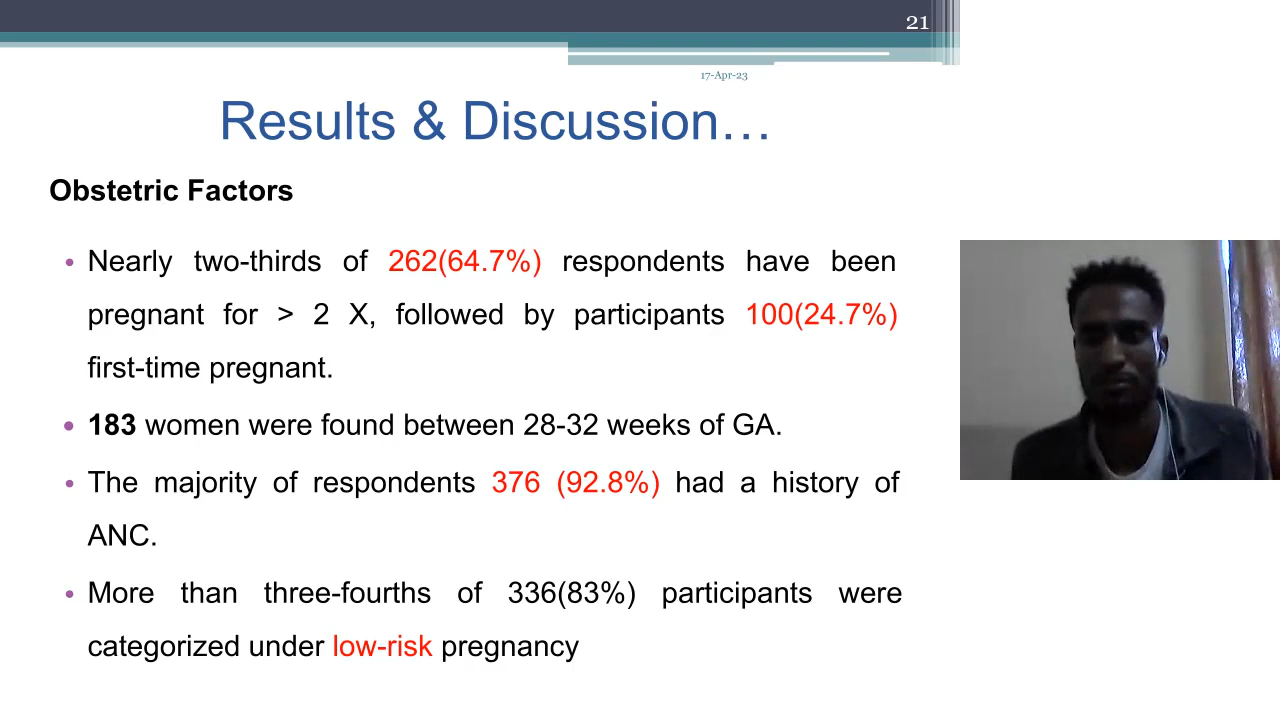 21
17-Apr-23
Results & Discussion…
Obstetric Factors
• Nearly two-thirds of 262(64.7%) respondents have been
pregnant for > 2 X, followed by participants 100(24.7%)
first-time pregnant.
• 183 women were found between 28-32 weeks of GA.
• The majority of respondents 376 (92.8%) had a history of
ANC.
• More than three-fourths of 336(83%) participants were
categorized under low-risk pregnancy